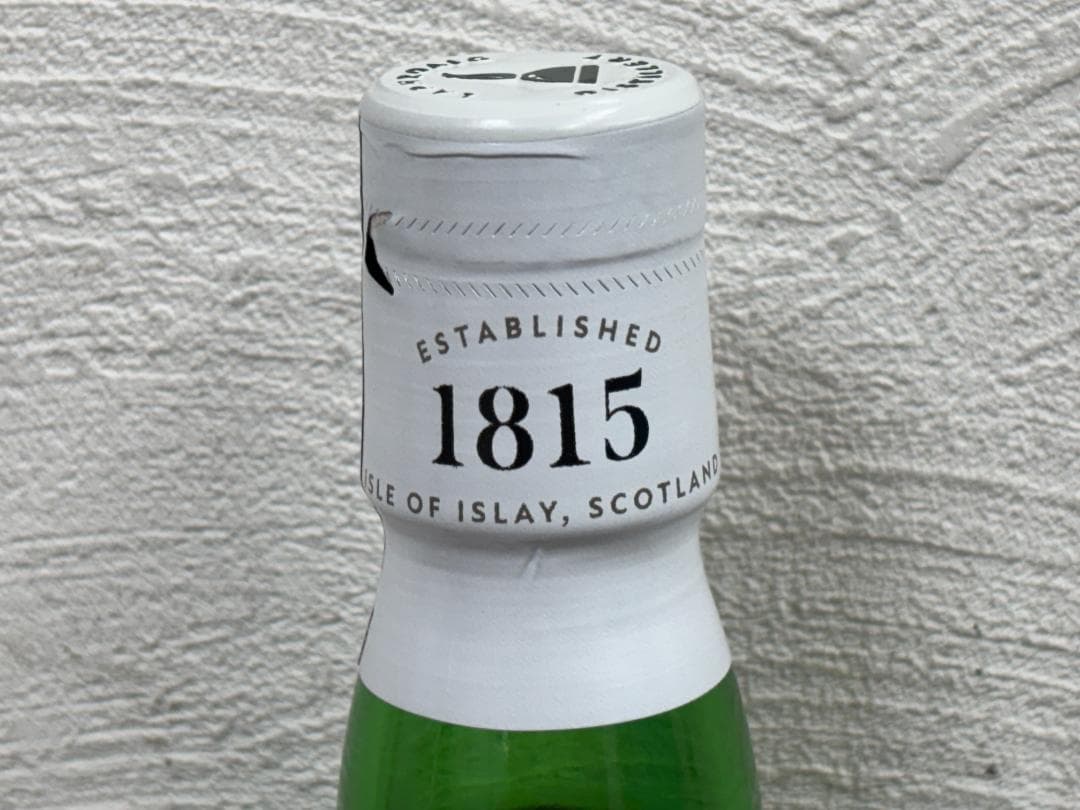 ESTABLISHED
1815
ISLE OF ISLAY, SCOTLAND